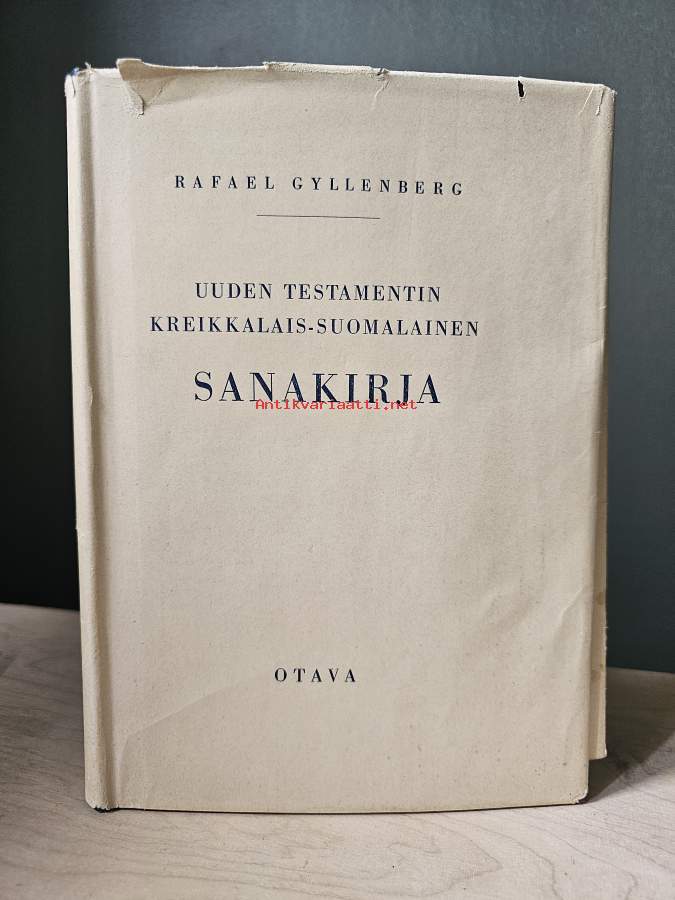 RAFAEL GYLLENBERG
UUDEN TESTAMENTIN
KREIKKALAIS-SUOMALAINEN
SANAKIRJA
Antikvariaatti.net
OTAVA